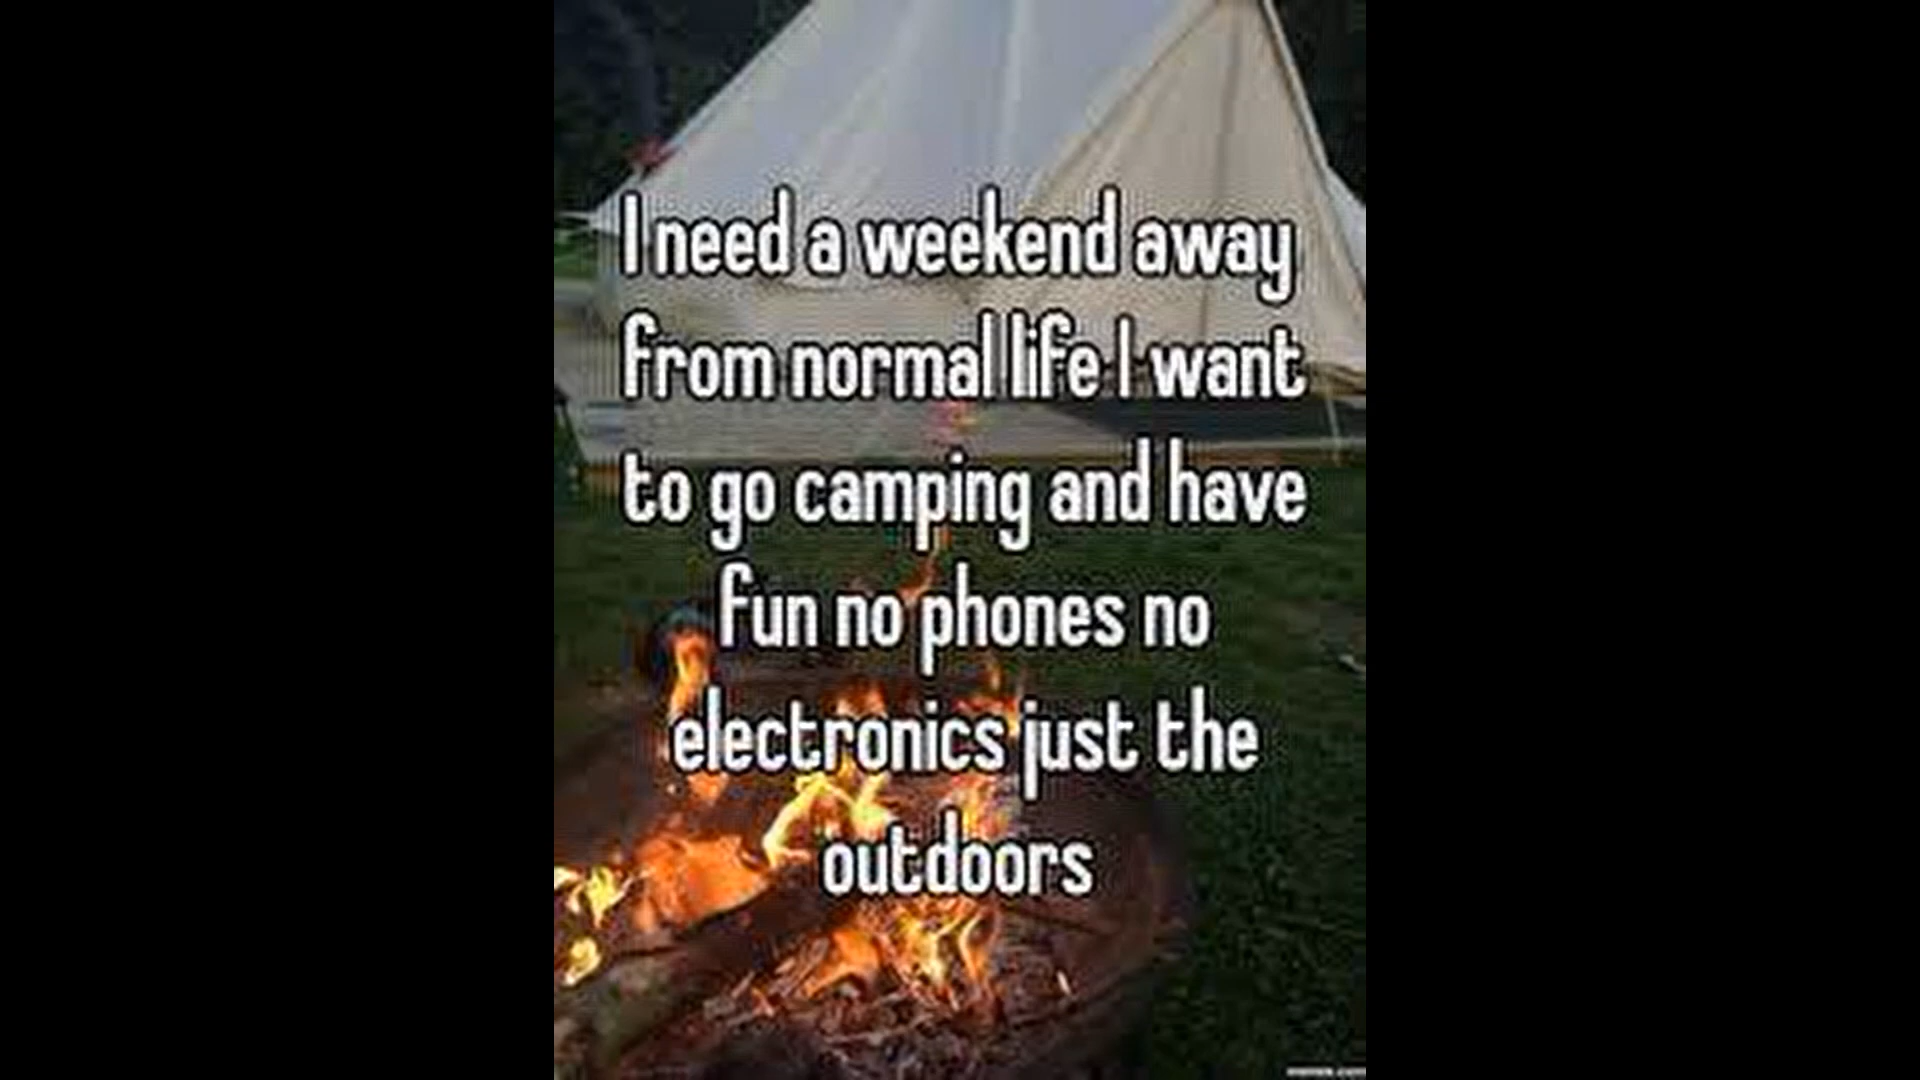 I need a weekend away
from normal life I want
to go camping and have
fun no phones no
electronics just the
outdoors